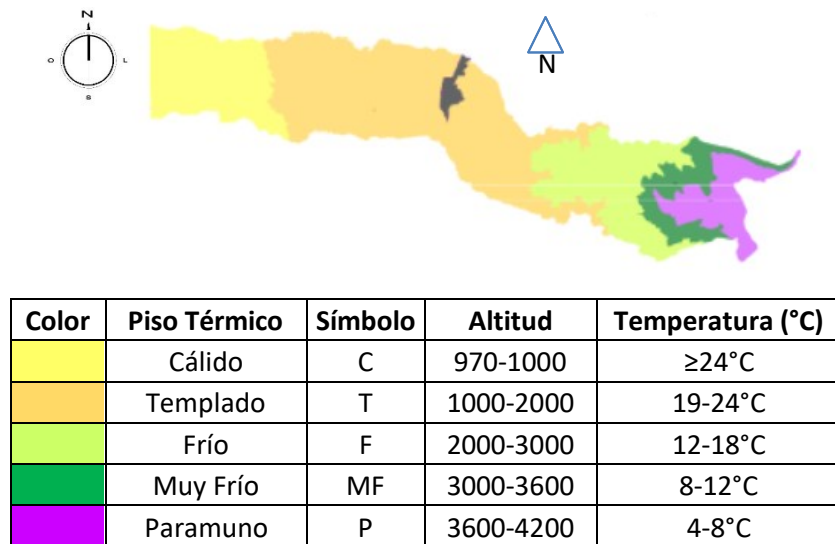 N
O L
S
N
Color Piso Térmico Símbolo Altitud Temperatura (°C)
Cálido C 970-1000 ≥24°C
Templado T 1000-2000 19-24°C
Frío F 2000-3000 12-18°C
Muy Frío MF 3000-3600 8-12°C
Paramuno P 3600-4200 4-8°C